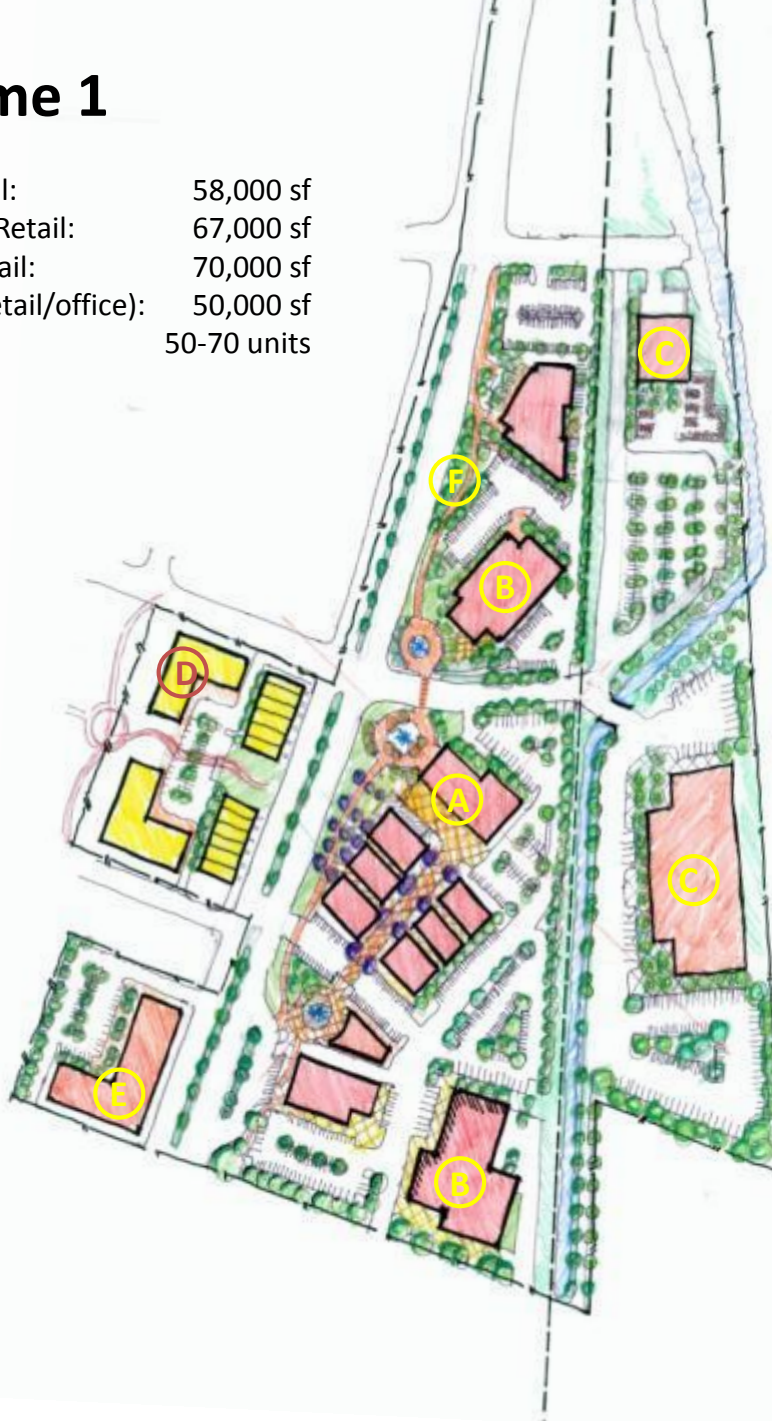 me 1
l: 58,000 sf
Retail: 67,000 sf
ail: 70,000 sf
etail/office): 50,000 sf
50-70 units
C
F
B
D
A
C
E
B